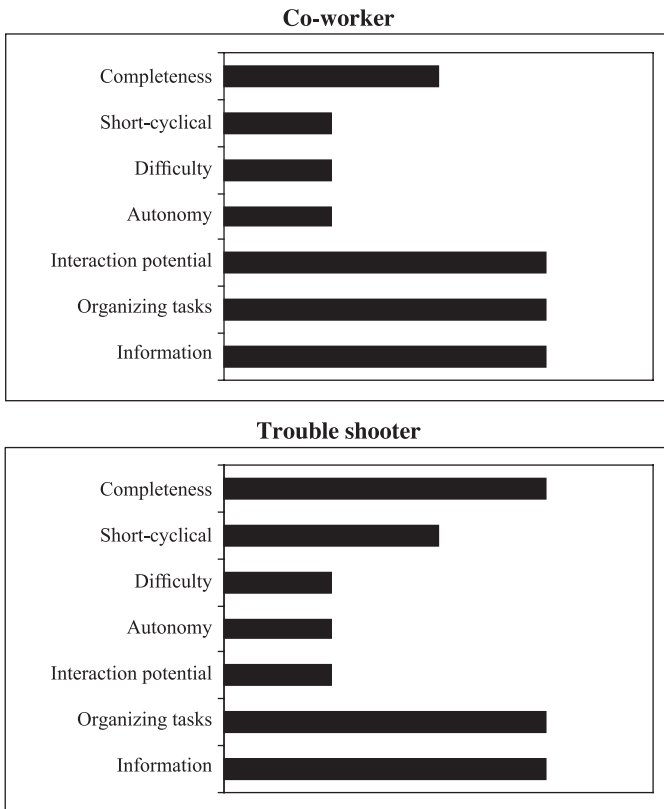 Co-worker
Completeness
Short-cyclical
Difficulty
Autonomy
Interaction potential
Organizing tasks
Information
Trouble shooter
Completeness
Short-cyclical
Difficulty
Autonomy
Interaction potential
Organizing tasks
Information